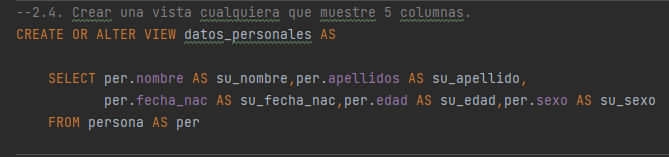 --2.4. Crear una vista cualquiera que muestre 5 columnas.
CREATE OR ALTER VIEW datos_personales AS
SELECT per.nombre AS su_nombre,per.apellidos AS su_apellido,
per.fecha_nac AS su_fecha_nac,per.edad AS su_edad,per.sexo AS su_sexo
FROM persona AS per